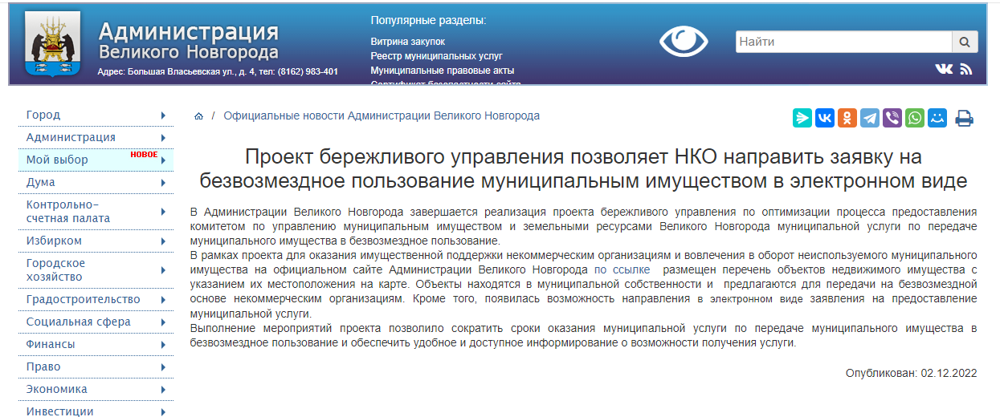 Администрация
Великого Новгорода
Адрес: Большая Власьевская ул., д. 4, тел: (8162) 983-401
Популярные разделы:
Витрина закупок
Реестр муниципальных услуг
Муниципальные правовые акты
Сертификат безопасности сайта
Найти
Город
Администрация
Мой выбор
НОВОЕ
Дума
Контрольно-
счетная палата
Избирком
Городское
хозяйство
Градостроительство
Социальная сфера
Финансы
Право
Экономика
Инвестиции
/ Официальные новости Администрации Великого Новгорода
Проект бережливого управления позволяет НКО направить заявку на
безвозмездное пользование муниципальным имуществом в электронном виде
В Администрации Великого Новгорода завершается реализация проекта бережливого управления по оптимизации процесса предоставления
комитетом по управлению муниципальным имуществом и земельными ресурсами Великого Новгорода муниципальной услуги по передаче
муниципального имущества в безвозмездное пользование.
В рамках проекта для оказания имущественной поддержки некоммерческим организациям и вовлечения в оборот неиспользуемого муниципального
имущества на официальном сайте Администрации Великого Новгорода по ссылке размещен перечень объектов недвижимого имущества с
указанием их местоположения на карте. Объекты находятся в муниципальной собственности и предлагаются для передачи на безвозмездной
основе некоммерческим организациям. Кроме того, появилась возможность направления в электронном виде заявления на предоставление
муниципальной услуги.
Выполнение мероприятий проекта позволило сократить сроки оказания муниципальной услуги по передаче муниципального имущества в
безвозмездное пользование и обеспечить удобное и доступное информирование о возможности получения услуги.
Опубликован: 02.12.2022